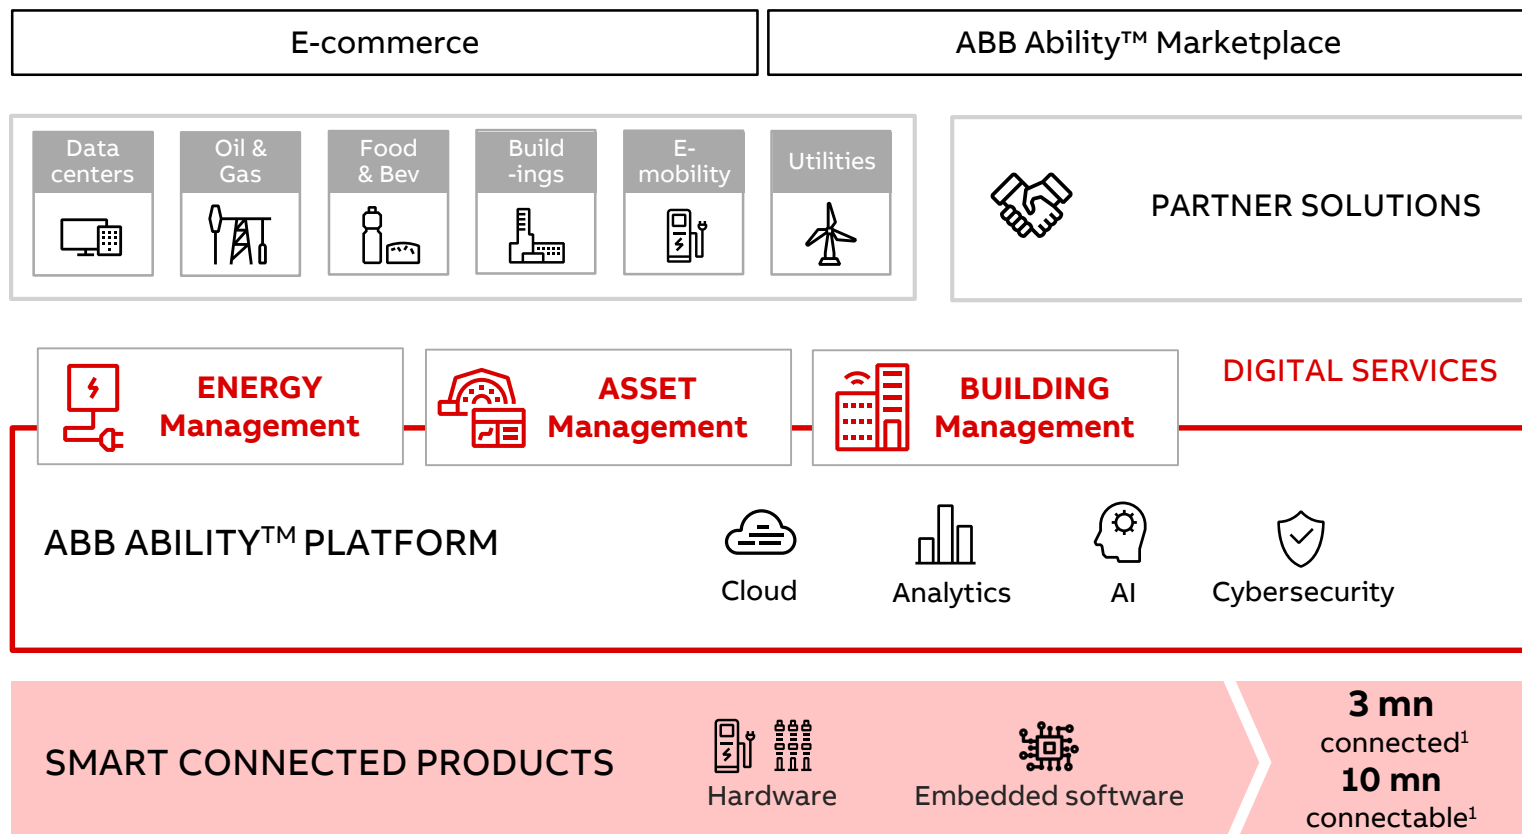 E-commerce
ABB Ability™ Marketplace
Data
centers
Oil &
Gas
Food
& Bev
Build
-ings
E-
mobility
Utilities
PARTNER SOLUTIONS
ENERGY
Management
ASSET
Management
BUILDING
Management
DIGITAL SERVICES
ABB ABILITY™ PLATFORM
Cloud
Analytics
AI
Cybersecurity
SMART CONNECTED PRODUCTS
Hardware
Embedded software
3 mn
connected¹
10 mn
connectable¹